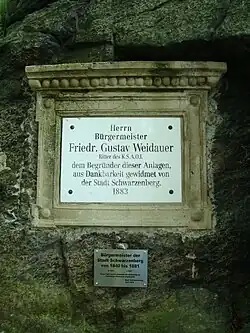 Herrn
Bürgermeister
Friedr. Gustav Weidauer
Ritter des K.S.A.O.I.
dem Begründer dieser Anlagen,
aus Dankbarkeit gewidmet von
der Stadt Schwarzenberg.
1883
Bürgermeister der
Stadt Schwarzenberg
von 1840 bis 1881